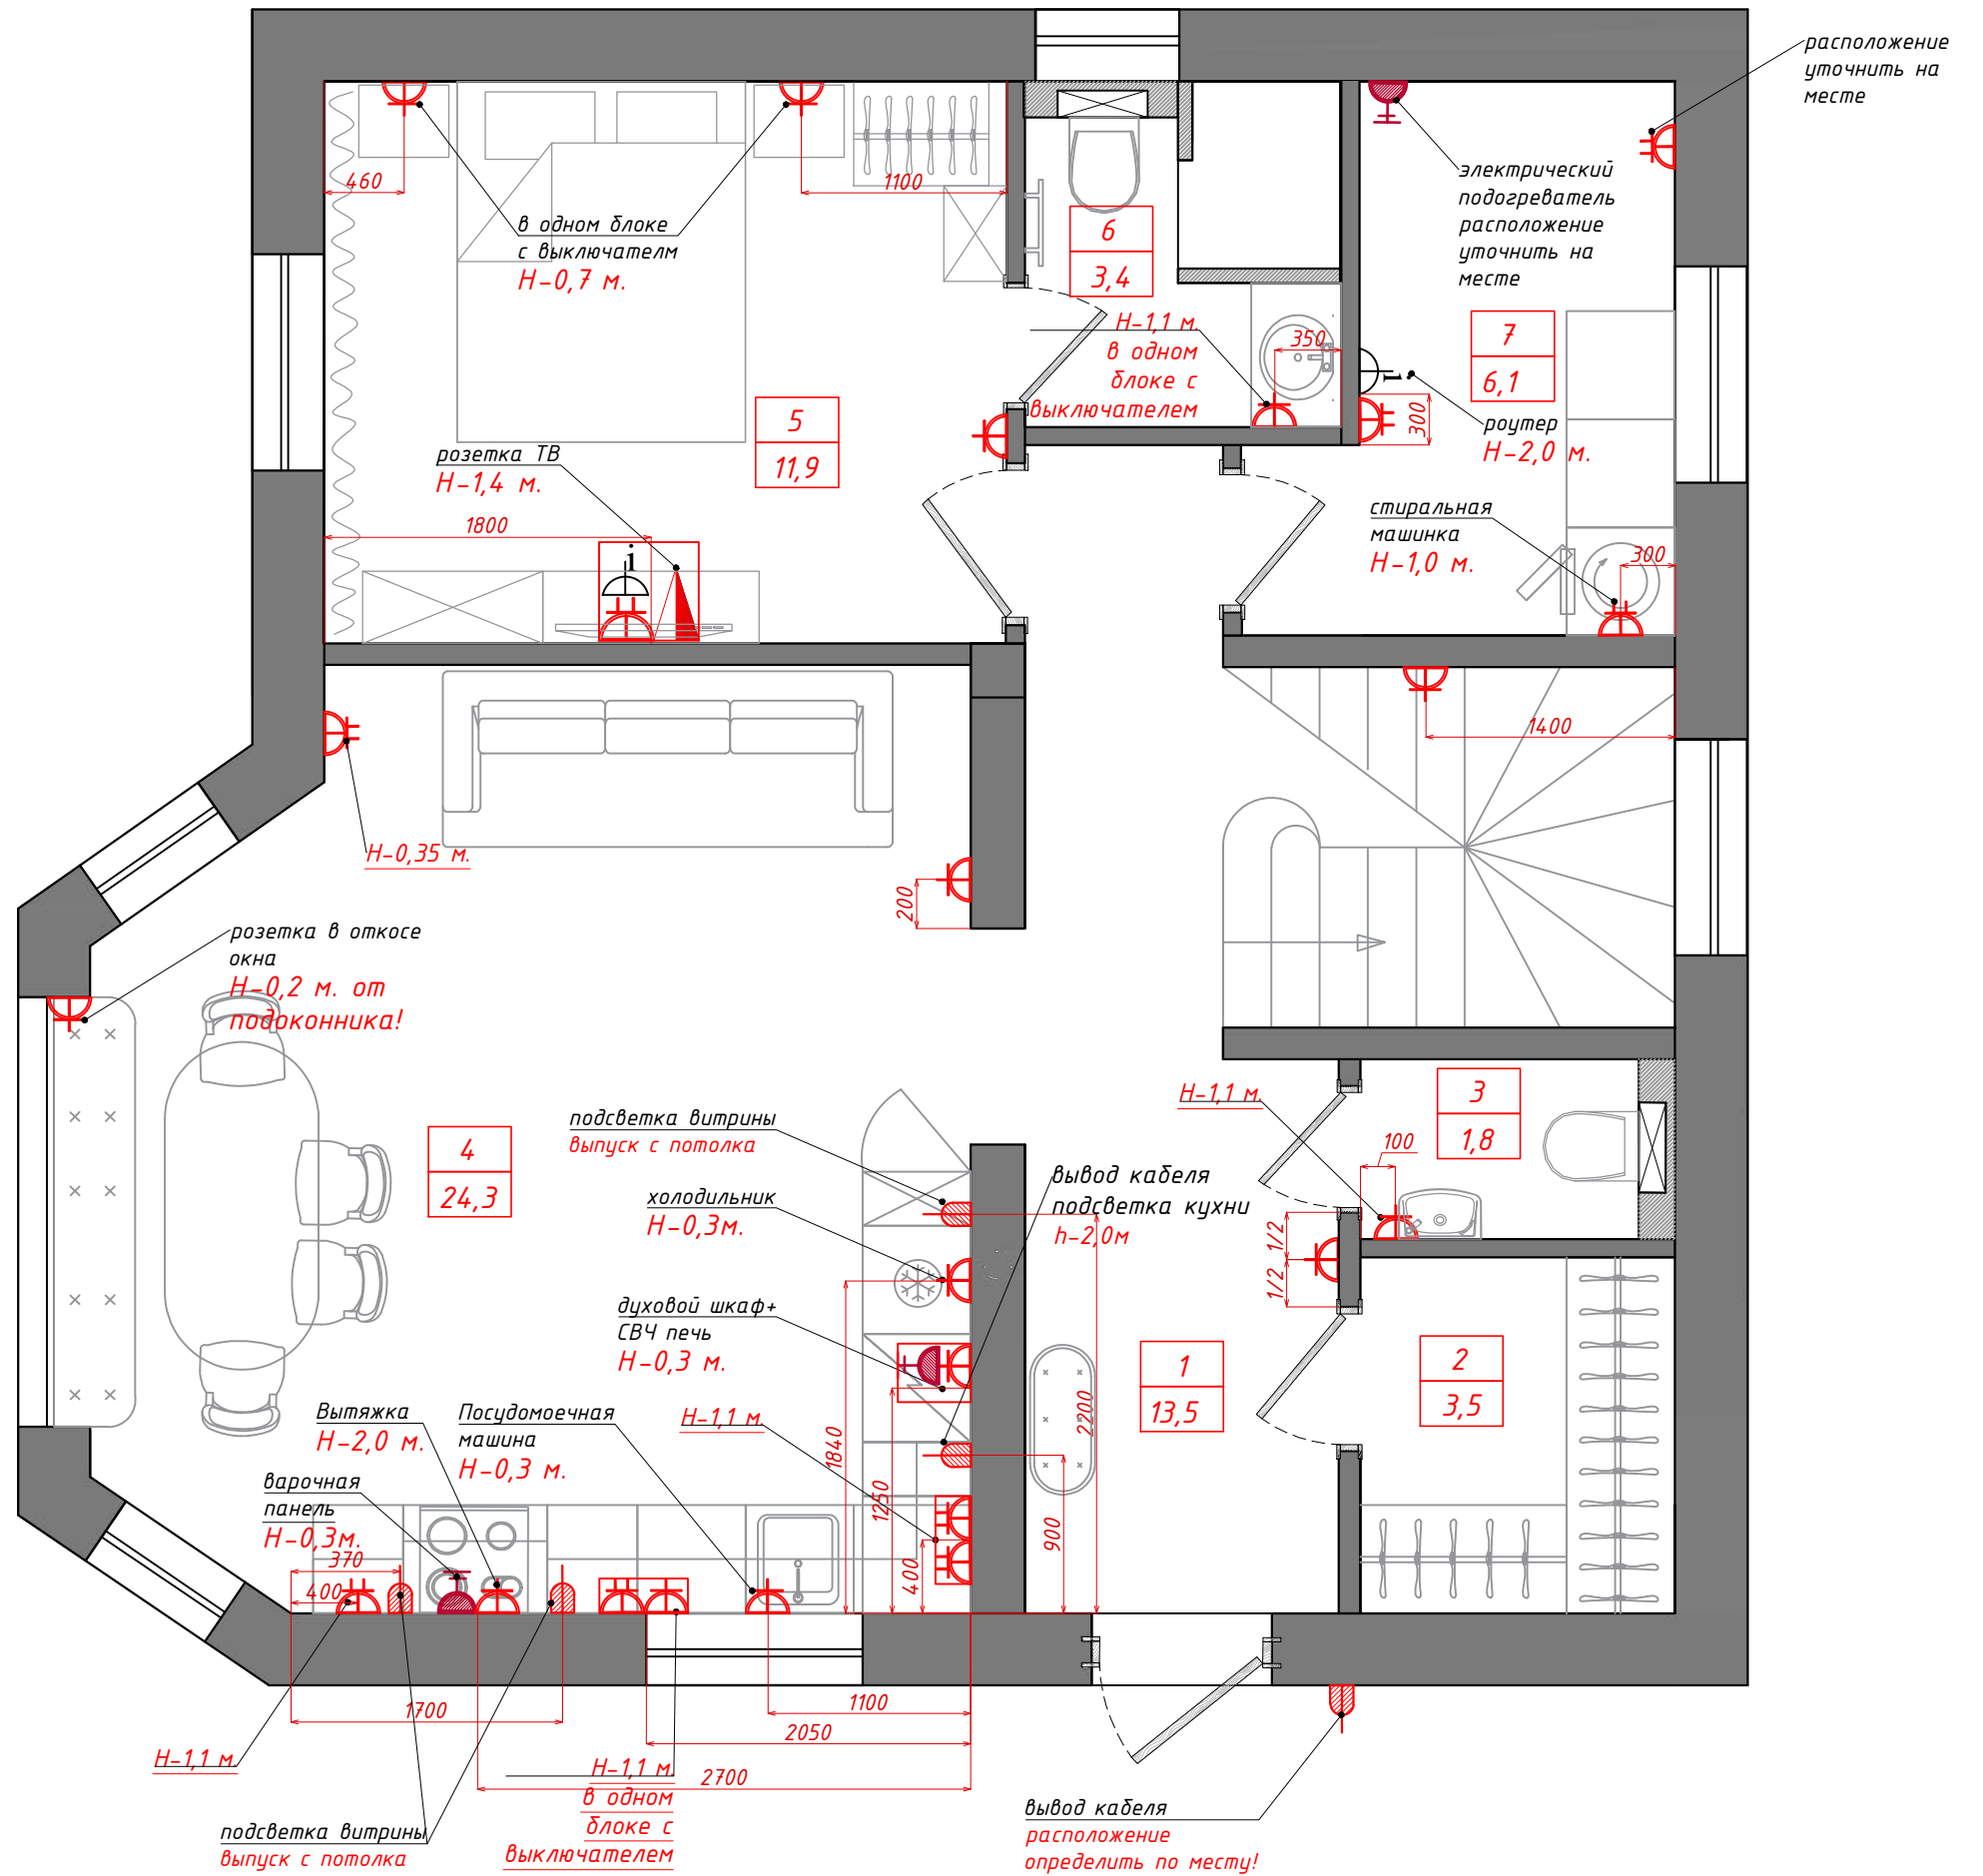 расположение
уточнить на
месте
электрический
подогреватель
расположение
уточнить на
месте
460
1100
в одном блоке
с выключателм
Н-0,7 м.
6
3,4
Н-1,1 м.
в одном
блоке с
выключателем
350
7
6,1
300
роутер
Н-2,0 м.
5
11,9
розетка ТВ
Н-1,4 м.
1800
i
i
стиральная
машинка
Н-1,0 м.
300
1400
Н-0,35 м.
200
розетка в откосе
окна
Н-0,2 м. от
подоконника!
4
24,3
подсветка витрины
выпуск с потолка
холодильник
Н-0,3м.
духовой шкаф+
СВЧ печь
Н-0,3 м.
вывод кабеля
подсветка кухни
h-2,0м
Н-1,1 м.
3
1,8
100
1/2
1/2
1
13,5
2
3,5
2200
1840
1250
900
400
Вытяжка
Н-2,0 м.
Посудомоечная
машина
Н-0,3 м.
Н-1,1 м.
варочная
панель
Н-0,3м.
370
400
1700
1100
2050
2700
Н-1,1 м.
Н-1,1 м.
в одном
блоке с
выключателем
подсветка витрины
выпуск с потолка
вывод кабеля
расположение
определить по месту!